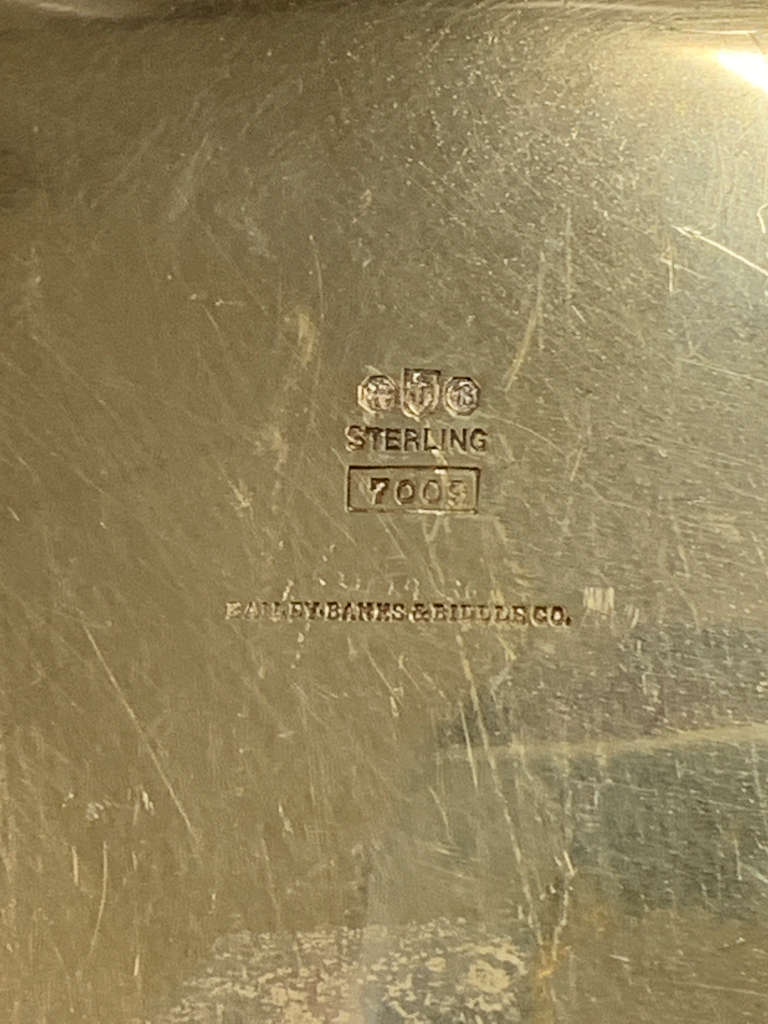 STERLING
7009
BAILEY BANKS & BIDDLE CO.